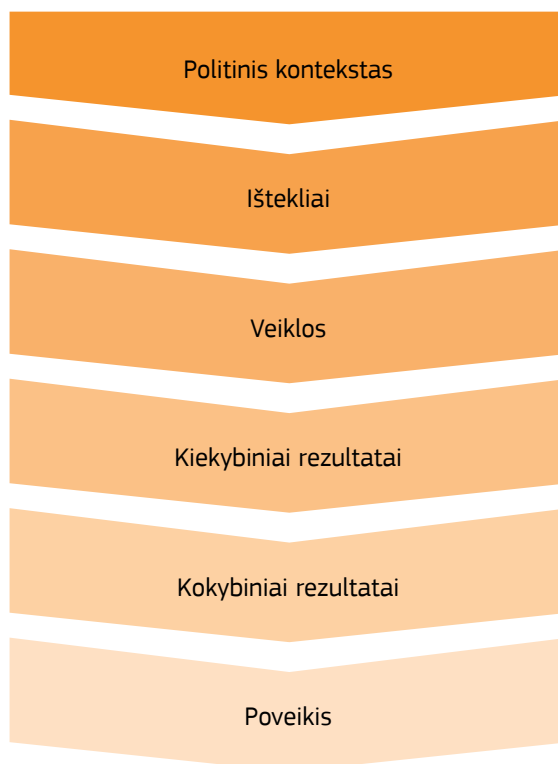 Politinis kontekstas
Ištekliai
Veiklos
Kiekybiniai rezultatai
Kokybiniai rezultatai
Poveikis